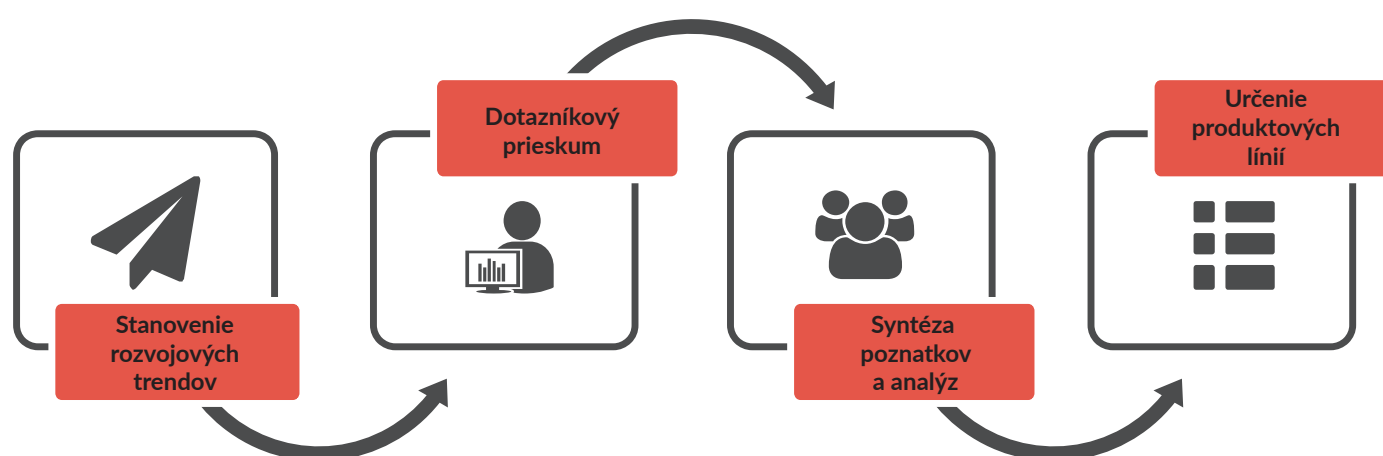 Stanovenie
rozvojových
trendov
Dotazníkový
prieskum
Syntéza
poznatkov
a analýz
Určenie
produktových
línií